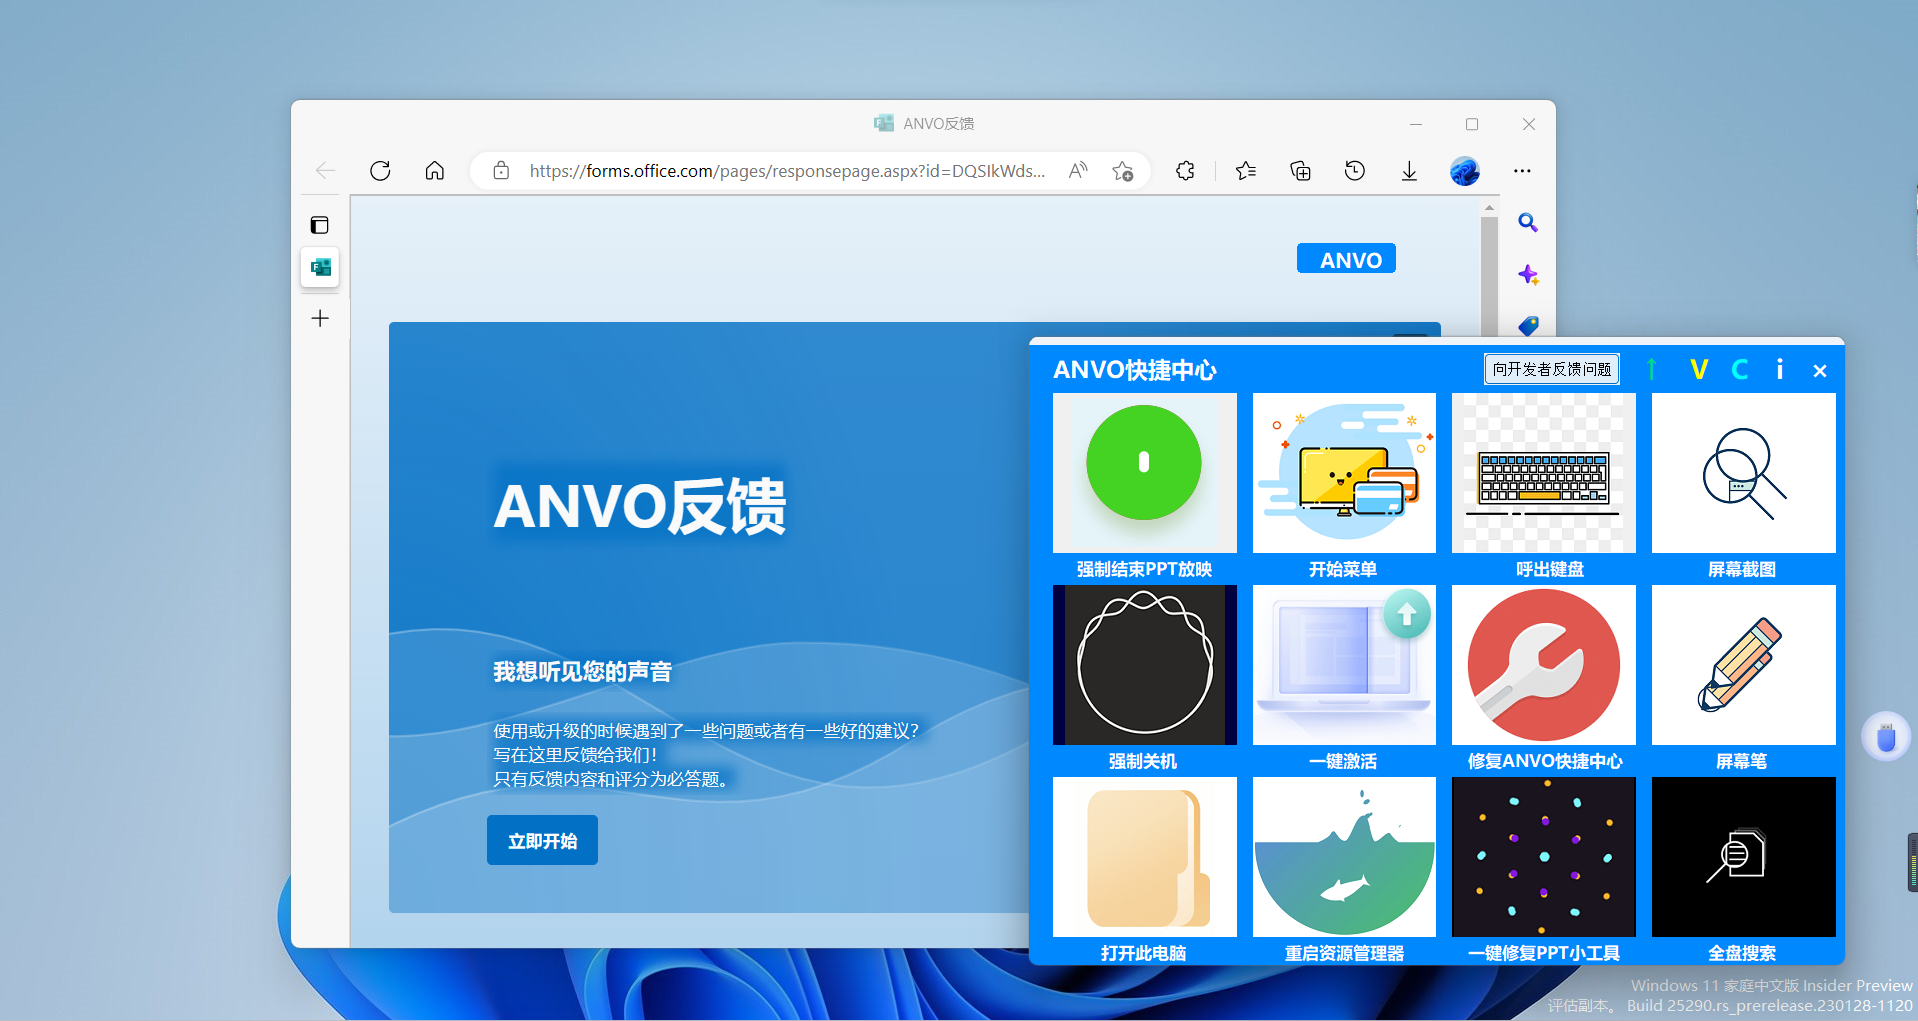 ANVO反馈
https://forms.office.com/pages/responsepage.aspx?id=DQSIkWds...
ANVO
ANVO反馈
我想听见您的声音
使用或升级的时候遇到了一些问题或者有一些好的建议?
写在这里反馈给我们!
只有反馈内容和评分为必答题。
立即开始
ANVO快捷中心
向开发者反馈问题
↑ V C i ×
强制结束PPT放映
开始菜单
呼出键盘
屏幕截图
强制关机
一键激活
修复ANVO快捷中心
屏幕笔
打开此电脑
重启资源管理器
一键修复PPT小工具
全盘搜索
Windows 11 家庭中文版 Insider Preview
评估副本。 Build 25290.rs_prerelease.230128-1120